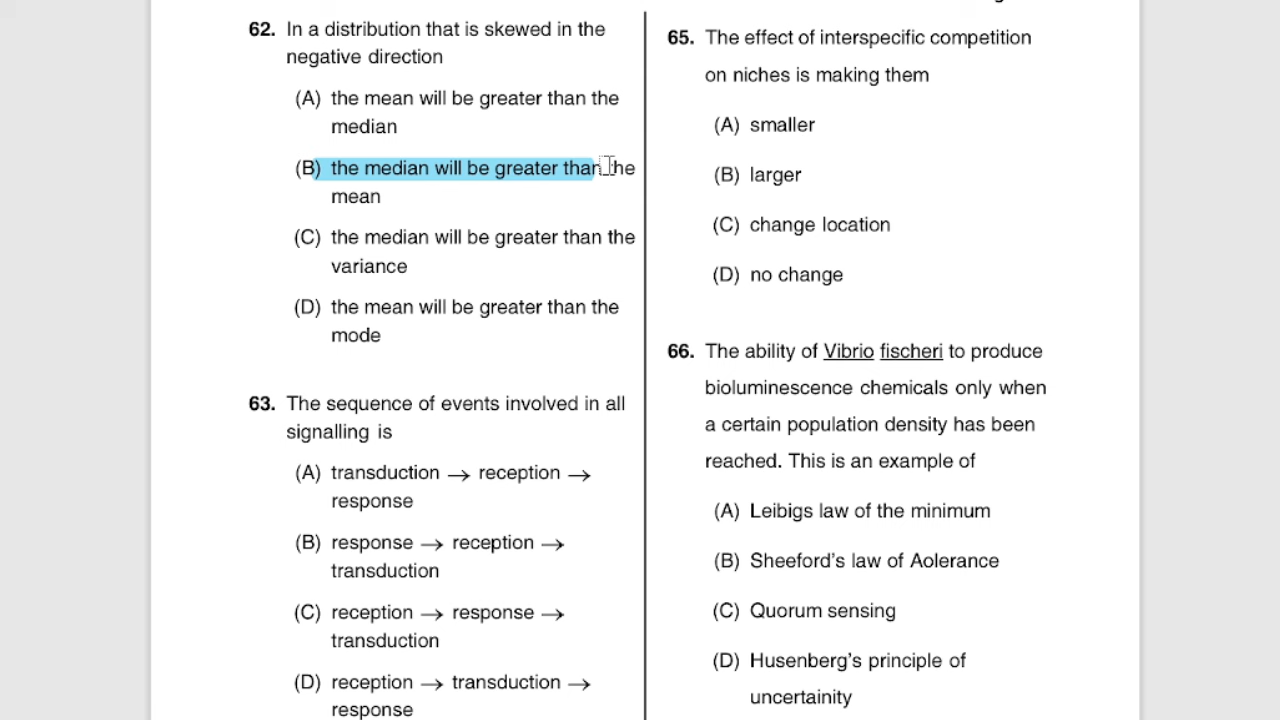 62. In a distribution that is skewed in the
negative direction
(A) the mean will be greater than the
median
(B) the median will be greater than the
mean
(C) the median will be greater than the
variance
(D) the mean will be greater than the
mode
63. The sequence of events involved in all
signalling is
(A) transduction → reception →
response
(B) response → reception →
transduction
(C) reception → response →
transduction
(D) reception → transduction →
response
65. The effect of interspecific competition
on niches is making them
(A) smaller
(B) larger
(C) change location
(D) no change
66. The ability of Vibrio fischeri to produce
bioluminescence chemicals only when
a certain population density has been
reached. This is an example of
(A) Leibigs law of the minimum
(B) Sheeford's law of Aolerance
(C) Quorum sensing
(D) Husenberg's principle of
uncertainity